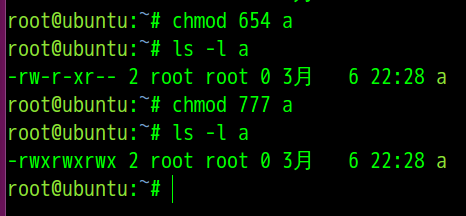 root@ubuntu:~# chmod 654 a
root@ubuntu:~# ls -l a
-rw-r-xr-- 2 root root 0 3月   6 22:28 a
root@ubuntu:~# chmod 777 a
root@ubuntu:~# ls -l a
-rwxrwxrwx 2 root root 0 3月   6 22:28 a
root@ubuntu:~#